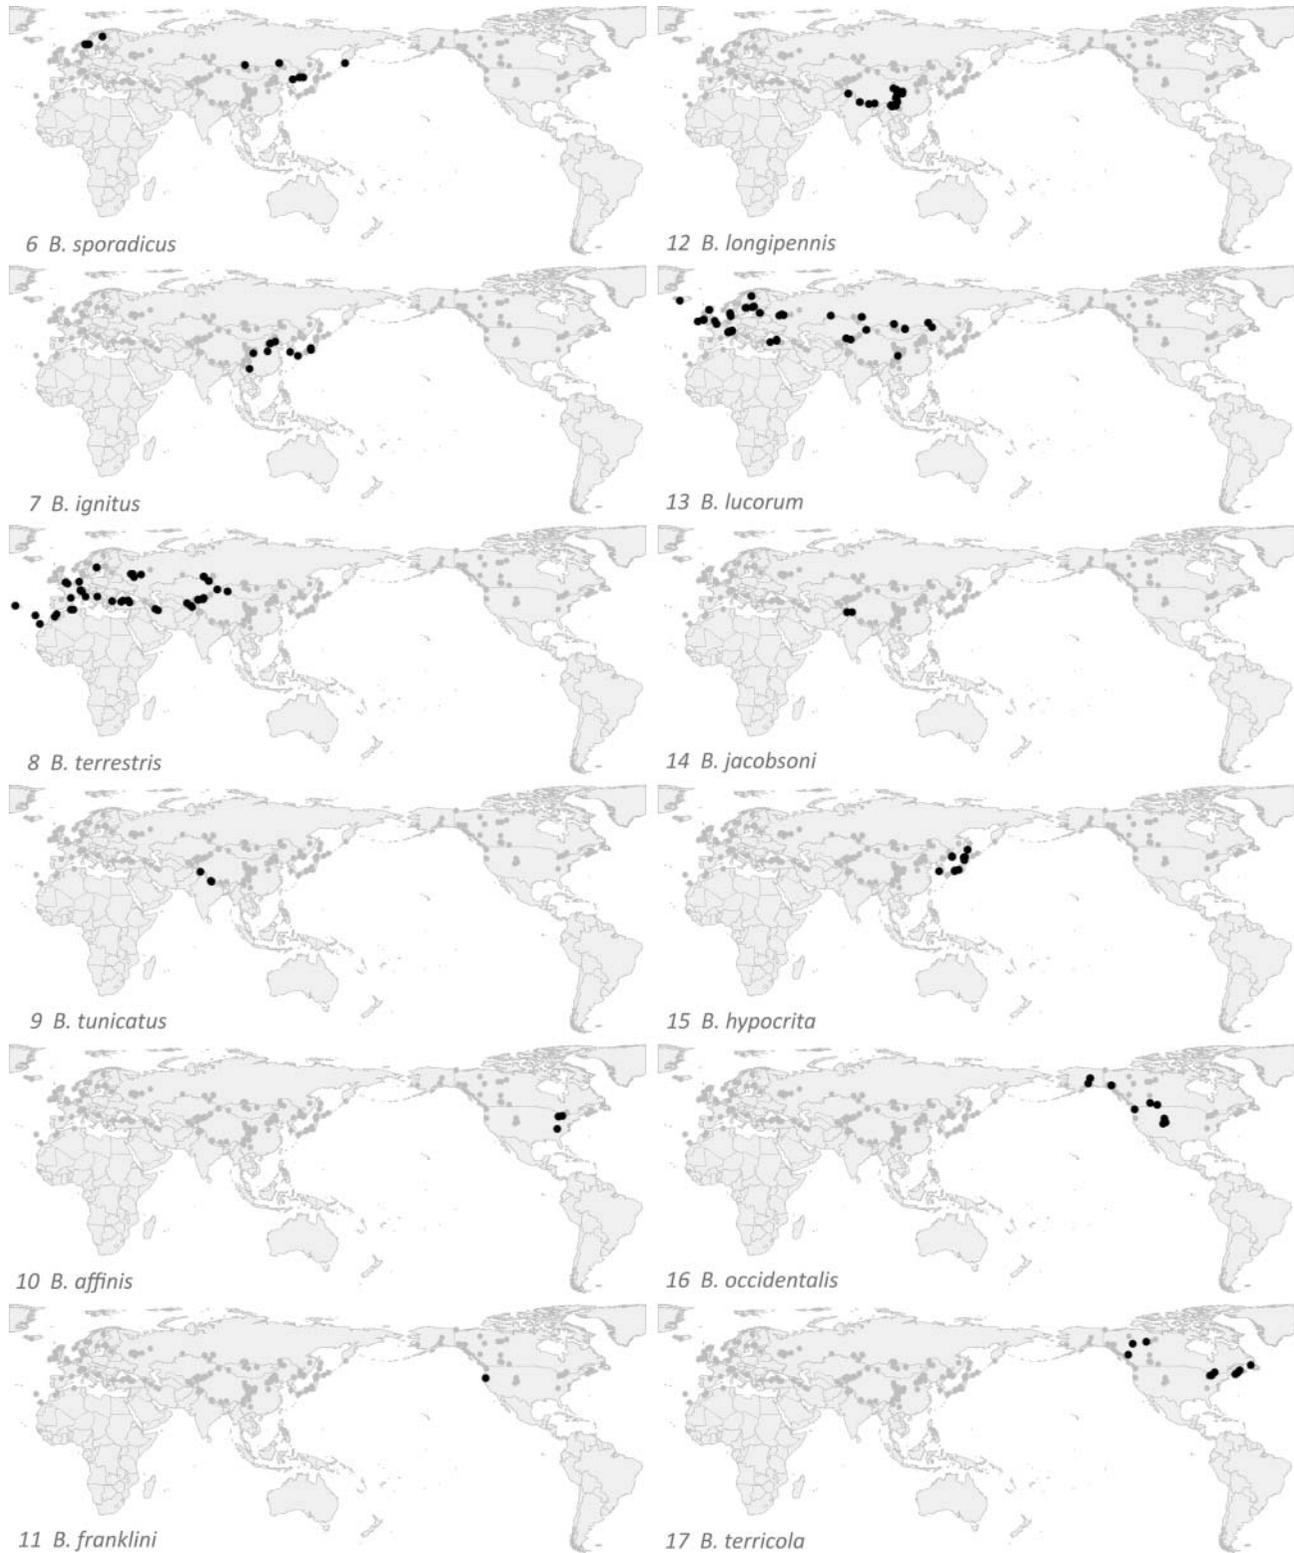 6 B. sporadicus
12 B. longipennis
7 B. ignitus
13 B. lucorum
8 B. terrestris
14 B. jacobsoni
9 B. tunicatus
15 B. hypocrita
10 B. affinis
16 B. occidentalis
11 B. franklini
17 B. terricola